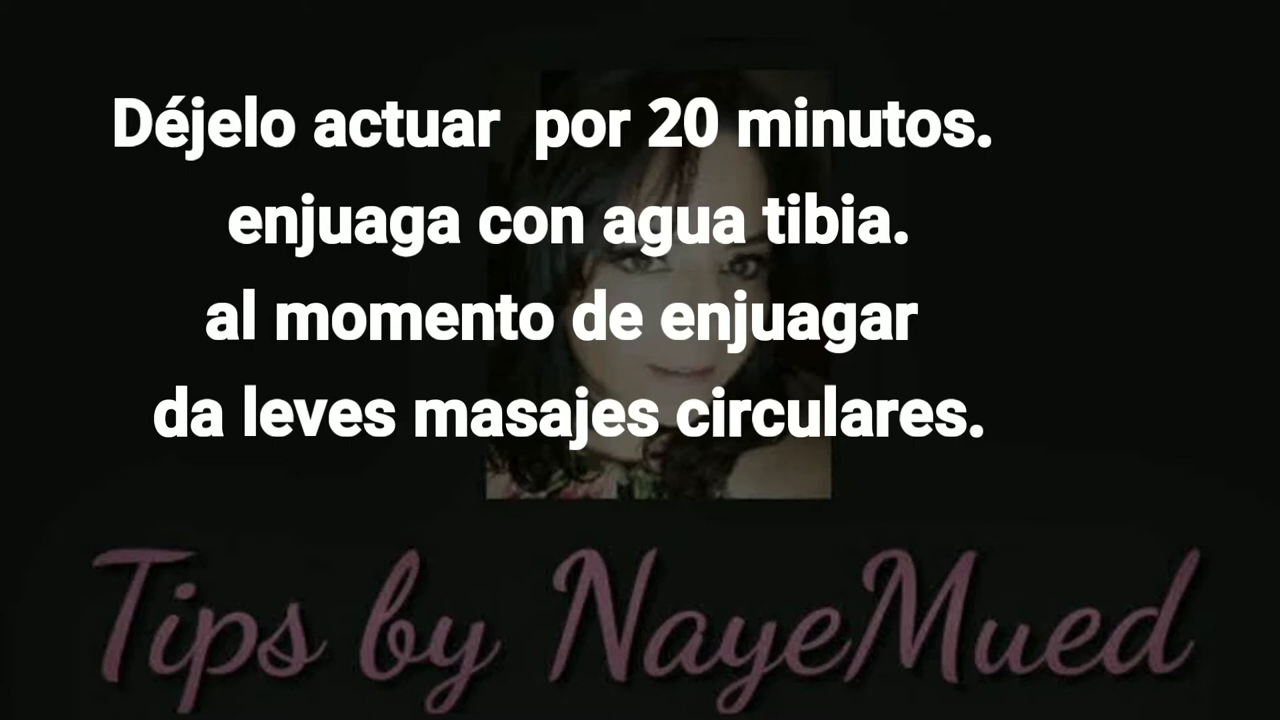 Déjelo actuar  por 20 minutos.
enjuaga con agua tibia.
al momento de enjuagar
da leves masajes circulares.
Tips by NayeMued